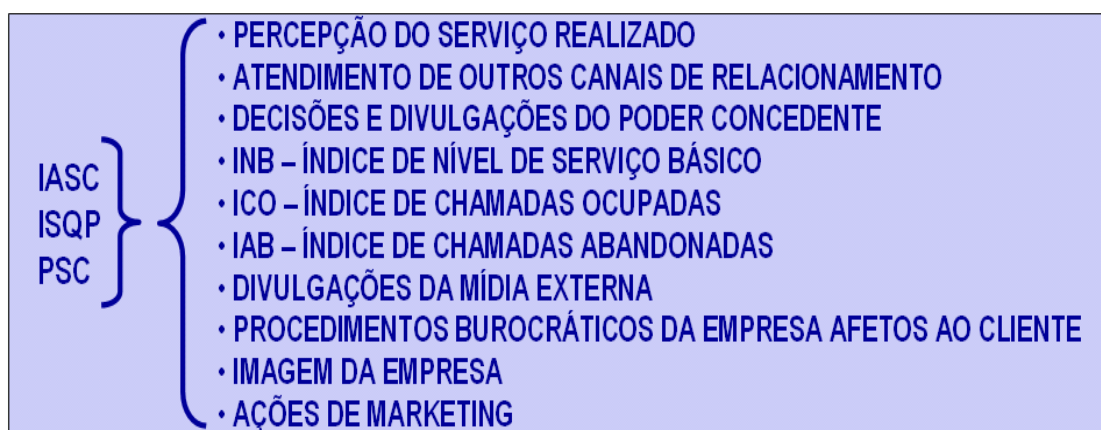 IASC
ISQP
PSC
• PERCEPÇÃO DO SERVIÇO REALIZADO
• ATENDIMENTO DE OUTROS CANAIS DE RELACIONAMENTO
• DECISÕES E DIVULGAÇÕES DO PODER CONCEDENTE
• INB – ÍNDICE DE NÍVEL DE SERVIÇO BÁSICO
• ICO – ÍNDICE DE CHAMADAS OCUPADAS
• IAB – ÍNDICE DE CHAMADAS ABANDONADAS
• DIVULGAÇÕES DA MÍDIA EXTERNA
• PROCEDIMENTOS BUROCRÁTICOS DA EMPRESA AFETOS AO CLIENTE
• IMAGEM DA EMPRESA
• AÇÕES DE MARKETING